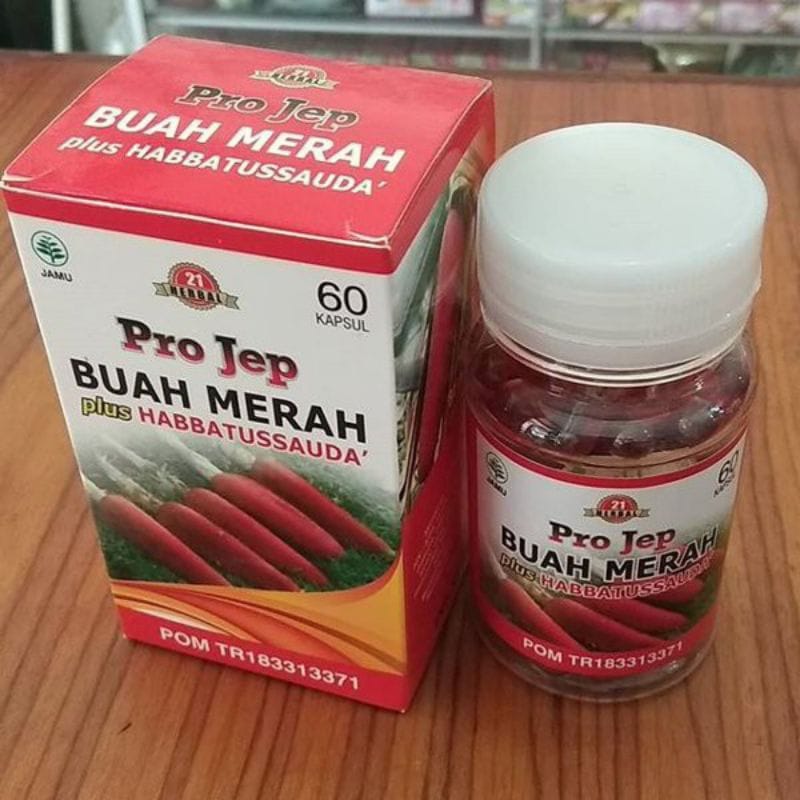 21
HERBAL
Pro Jep
BUAH MERAH
plus HABBATUSSAUDA'
JAMU
21
HERBAL
60
KAPSUL
Pro Jep
BUAH MERAH
plus HABBATUSSAUDA'
POM TR183313371
JAMU
21
HERBAL
60
KAPSUL
Pro Jep
BUAH MERAH
plus HABBATUSSAUDA'
POM TR183313371